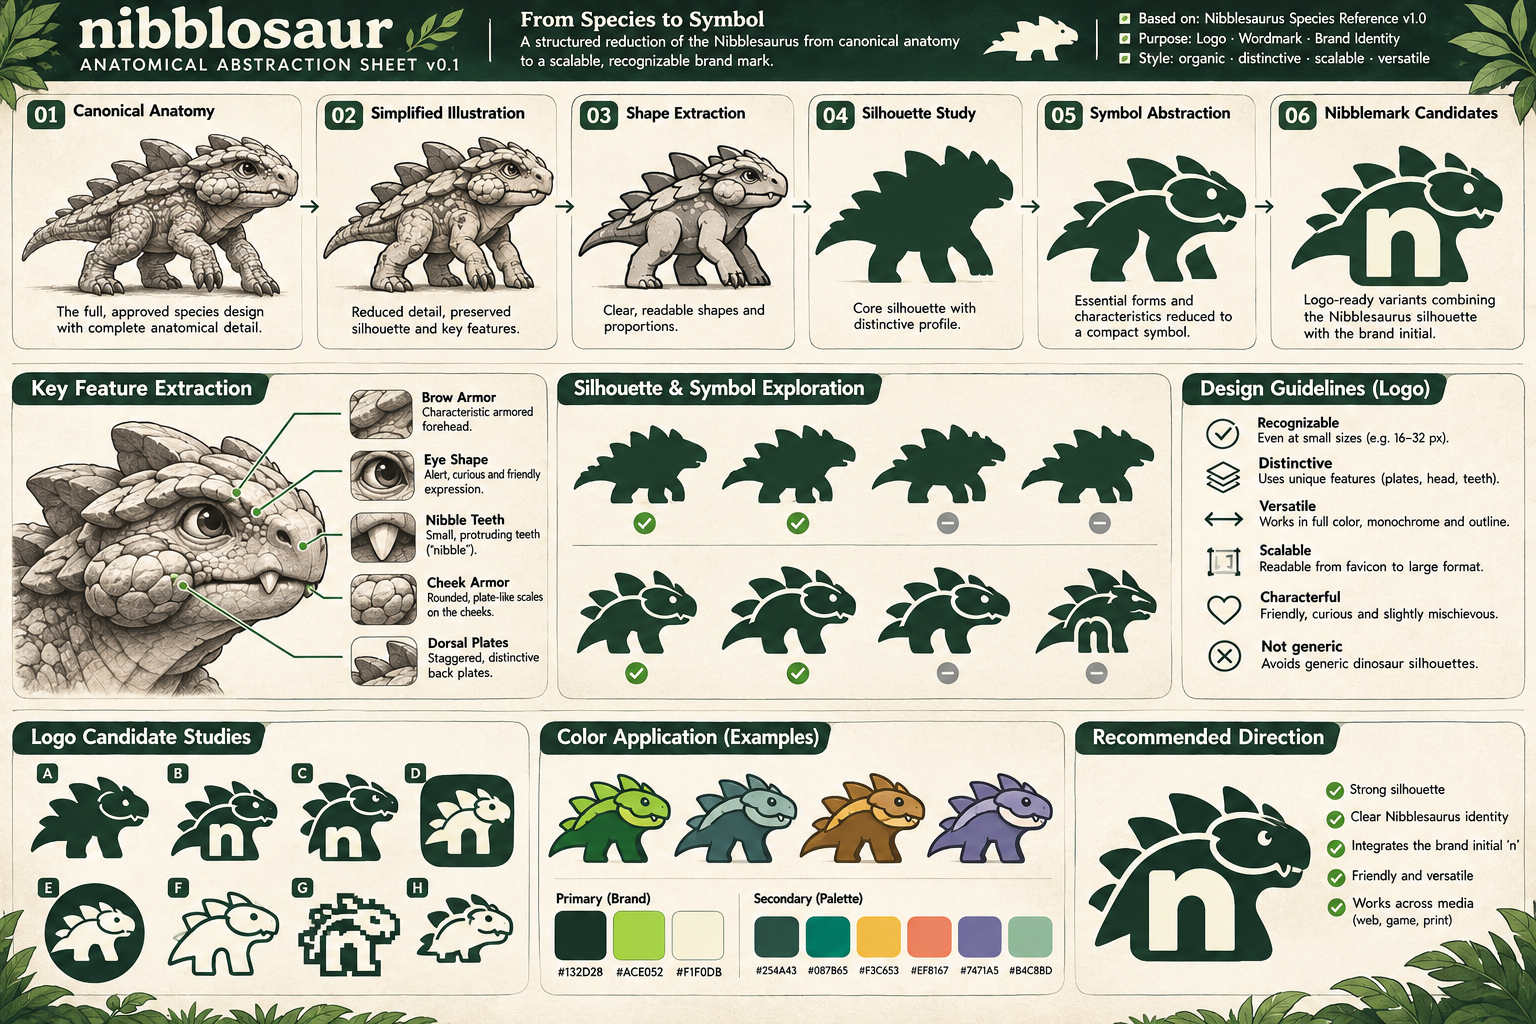 nibblosaur
ANATOMICAL ABSTRACTION SHEET v0.1
From Species to Symbol
A structured reduction of the Nibblesaurus from canonical anatomy
to a scalable, recognizable brand mark.
Based on: Nibblesaurus Species Reference v1.0
Purpose: Logo · Wordmark · Brand Identity
Style: organic · distinctive · scalable · versatile
01 Canonical Anatomy
The full, approved species design
with complete anatomical detail.
02 Simplified Illustration
Reduced detail, preserved
silhouette and key features.
03 Shape Extraction
Clear, readable shapes and
proportions.
04 Silhouette Study
Core silhouette with
distinctive profile.
05 Symbol Abstraction
Essential forms and
characteristics reduced to
a compact symbol.
06 Nibblemark Candidates
n
Logo-ready variants combining
the Nibblesaurus silhouette
with the brand initial.
Key Feature Extraction
Brow Armor
Characteristic armored
forehead.
Eye Shape
Alert, curious and friendly
expression.
Nibble Teeth
Small, protruding teeth
("nibble").
Cheek Armor
Rounded, plate-like scales
on the cheeks.
Dorsal Plates
Staggered, distinctive
back plates.
Silhouette & Symbol Exploration
n
Design Guidelines (Logo)
Recognizable
Even at small sizes (e.g. 16–32 px).
Distinctive
Uses unique features (plates, head, teeth).
Versatile
Works in full color, monochrome and outline.
Scalable
Readable from favicon to large format.
Characterful
Friendly, curious and slightly mischievous.
Not generic
Avoids generic dinosaur silhouettes.
Logo Candidate Studies
A
B
n
C
n
D
n
E
F
G
H
Color Application (Examples)
Primary (Brand)
#132D28 #ACE052 #F1F0DB
Secondary (Palette)
#254A43 #087B65 #F3C653 #EF8167 #7471A5 #B4C8BD
Recommended Direction
n
Strong silhouette
Clear Nibblesaurus identity
Integrates the brand initial 'n'
Friendly and versatile
Works across media
(web, game, print)